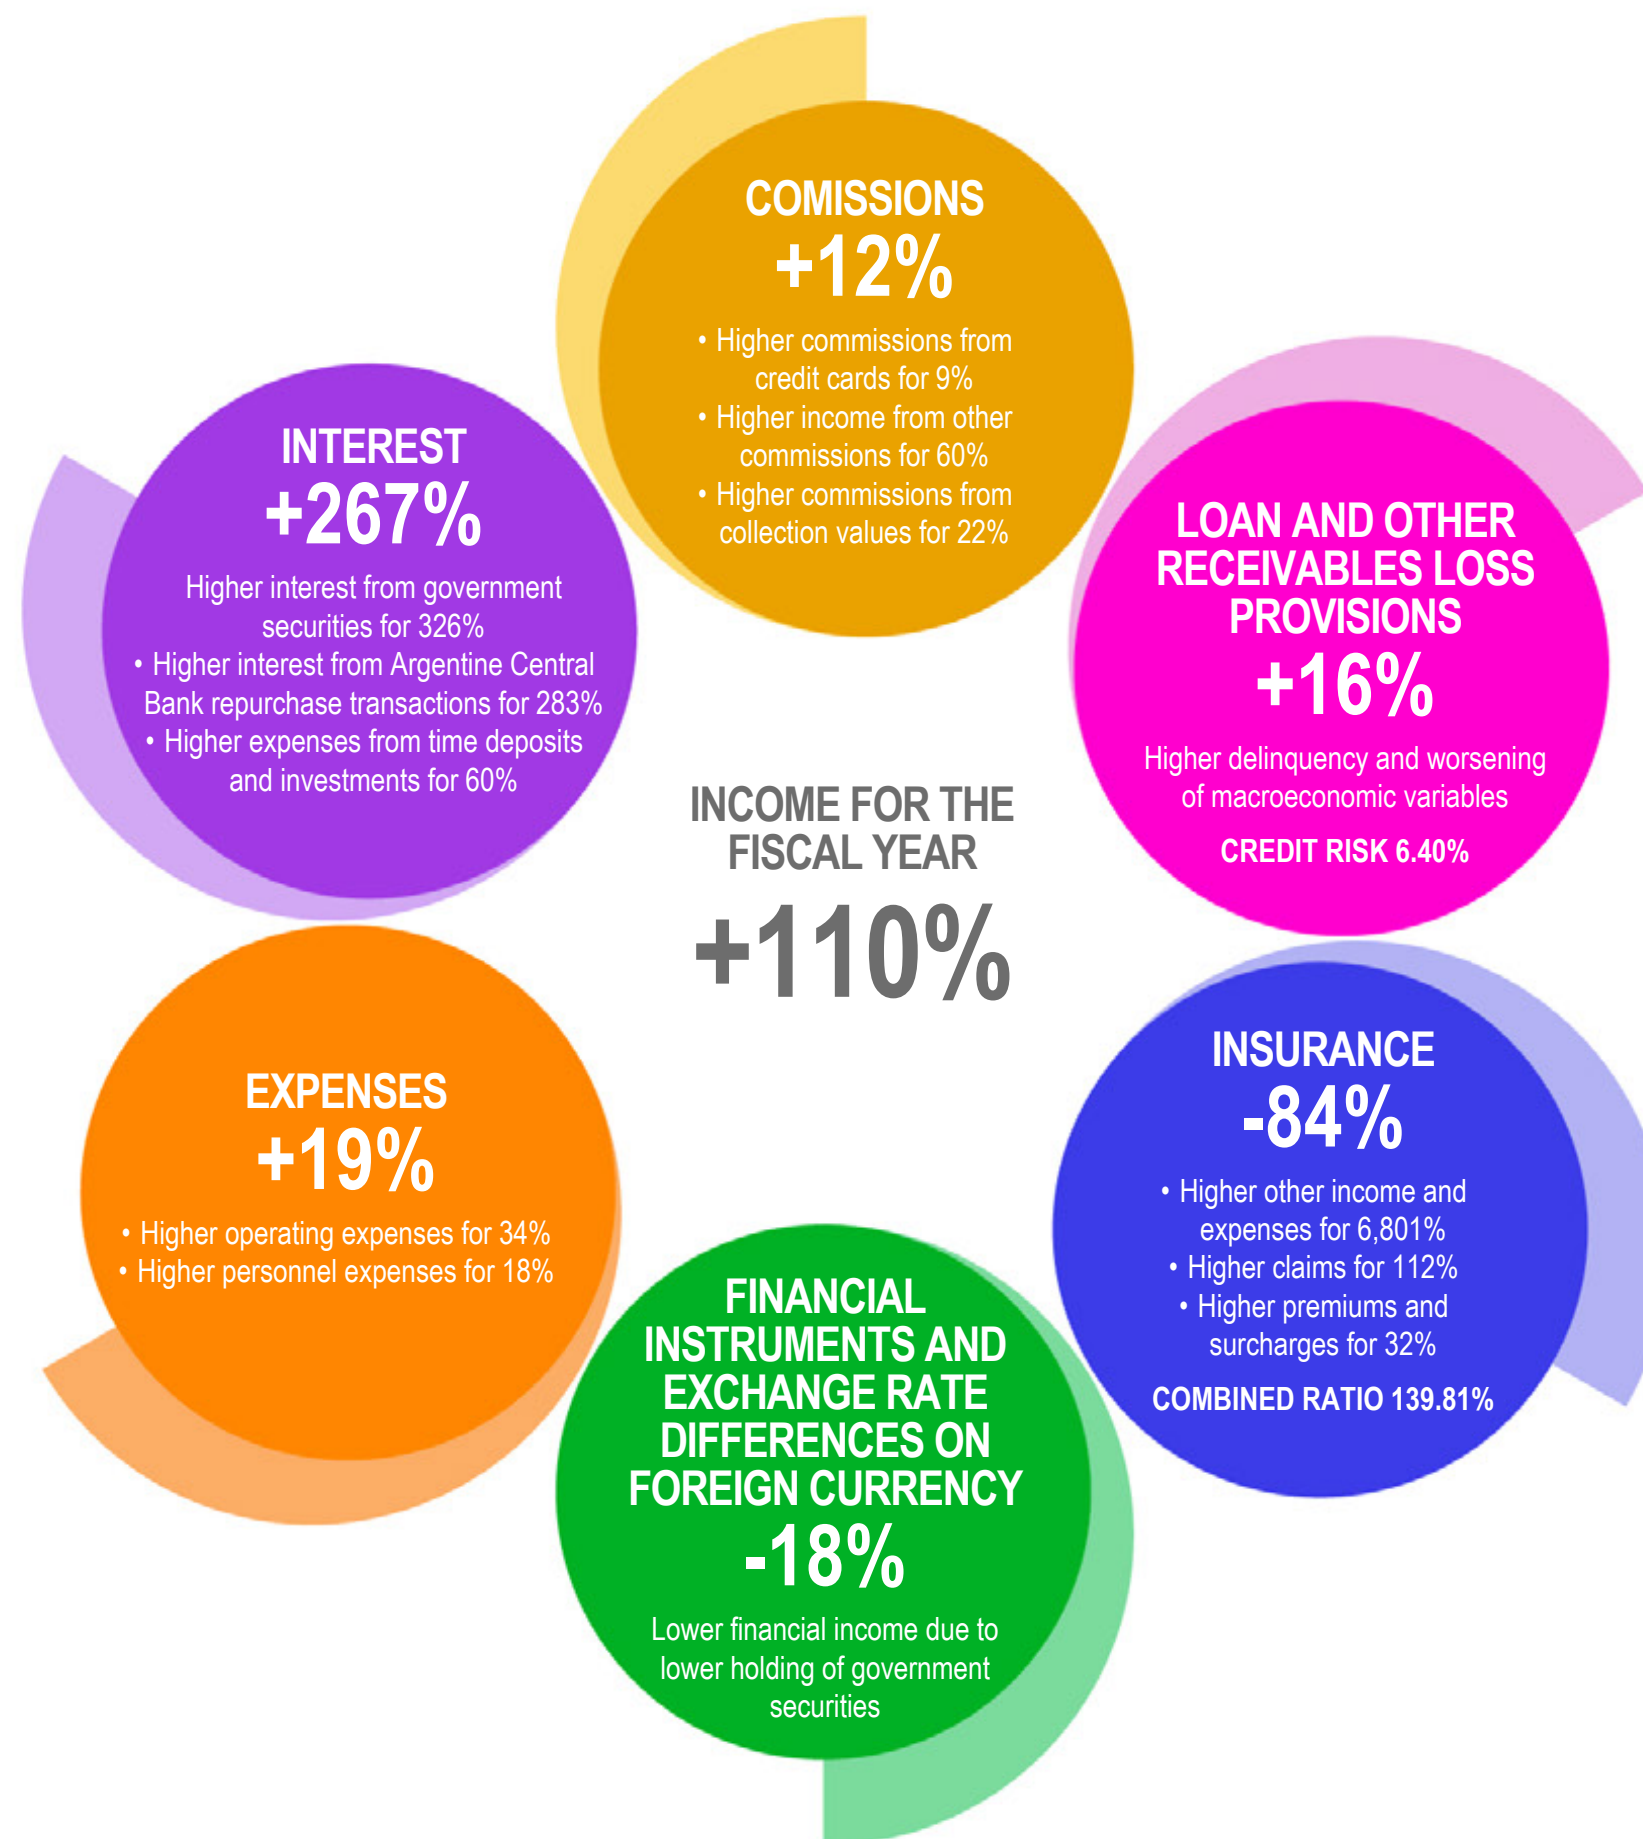 COMISSIONS
+12%
• Higher commissions from
credit cards for 9%
• Higher income from other
commissions for 60%
• Higher commissions from
collection values for 22%
INTEREST
+267%
Higher interest from government
securities for 326%
• Higher interest from Argentine Central
Bank repurchase transactions for 283%
• Higher expenses from time deposits
and investments for 60%
LOAN AND OTHER
RECEIVABLES LOSS
PROVISIONS
+16%
Higher delinquency and worsening
of macroeconomic variables
CREDIT RISK 6.40%
INCOME FOR THE
FISCAL YEAR
+110%
EXPENSES
+19%
• Higher operating expenses for 34%
• Higher personnel expenses for 18%
INSURANCE
-84%
• Higher other income and
expenses for 6,801%
• Higher claims for 112%
• Higher premiums and
surcharges for 32%
COMBINED RATIO 139.81%
FINANCIAL
INSTRUMENTS AND
EXCHANGE RATE
DIFFERENCES ON
FOREIGN CURRENCY
-18%
Lower financial income due to
lower holding of government
securities